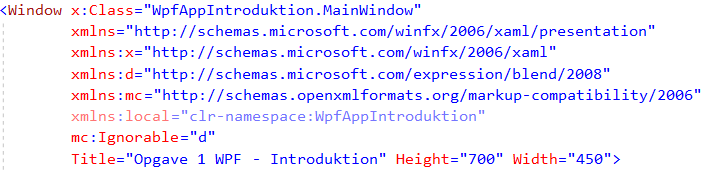 <Window x:Class="WpfAppIntroduktion.MainWindow"
xmlns="http://schemas.microsoft.com/winfx/2006/xaml/presentation"
xmlns:x="http://schemas.microsoft.com/winfx/2006/xaml"
xmlns:d="http://schemas.microsoft.com/expression/blend/2008"
xmlns:mc="http://schemas.openxmlformats.org/markup-compatibility/2006"
xmlns:local="clr-namespace:WpfAppIntroduktion"
mc:Ignorable="d"
Title="Opgave 1 WPF - Introduktion" Height="700" Width="450">